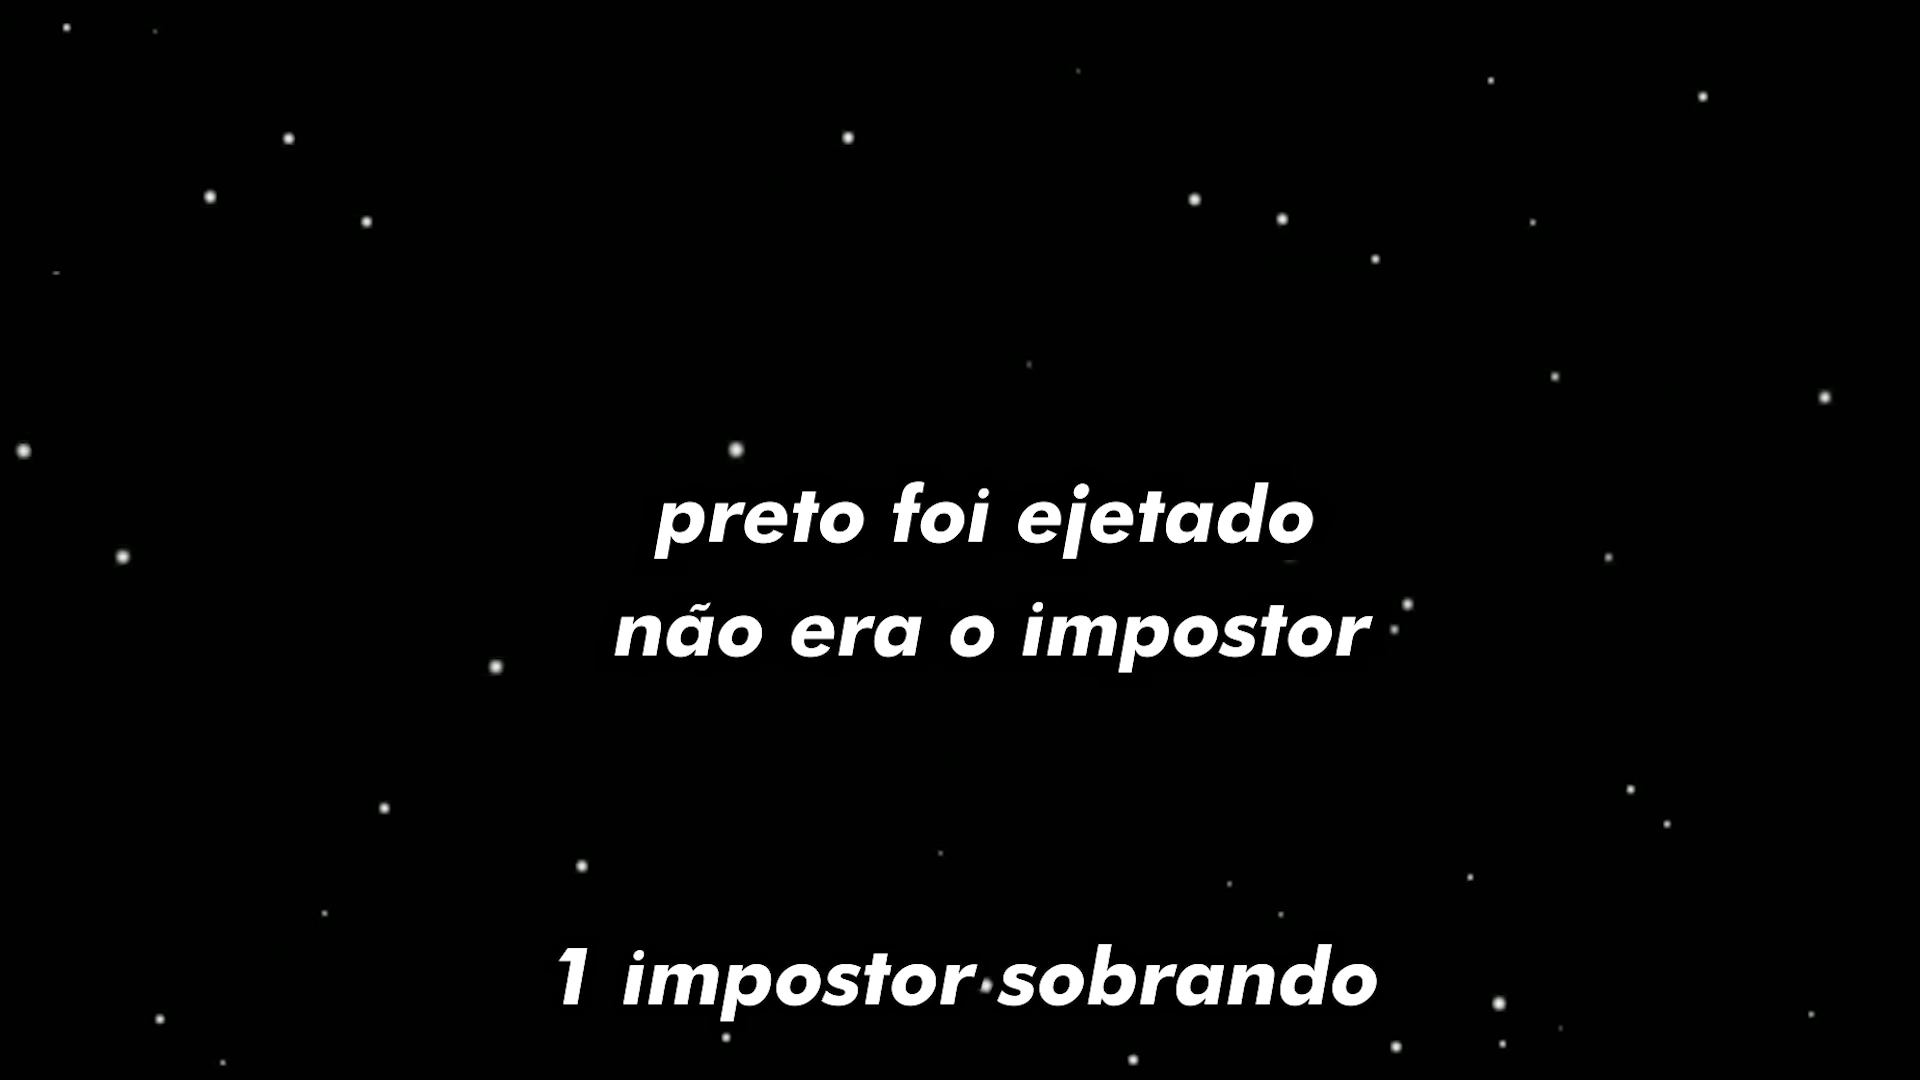 preto foi ejetado
não era o impostor
1 impostor sobrando